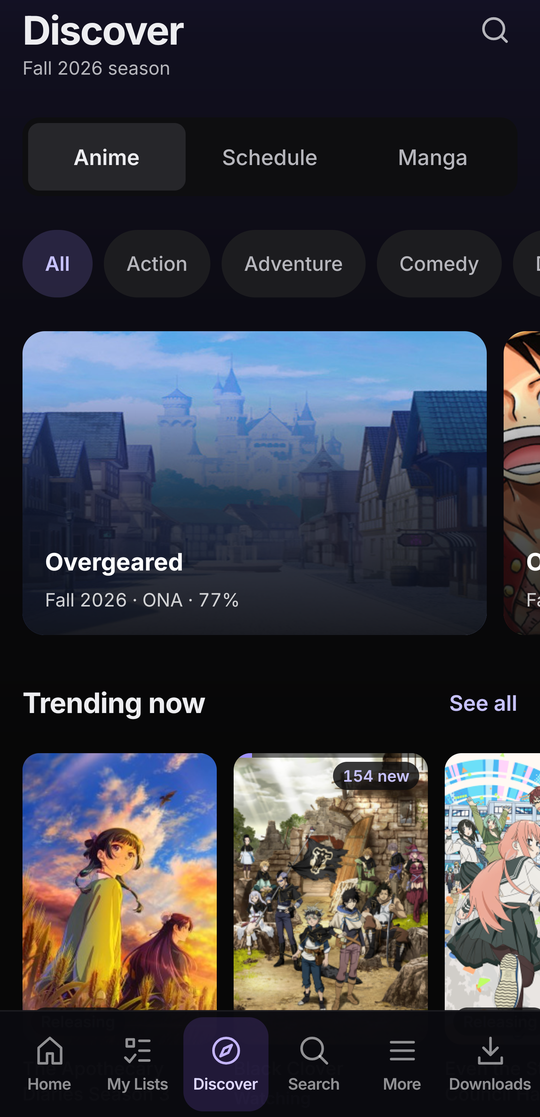 Discover
Fall 2026 season
Anime
Schedule
Manga
All
Action
Adventure
Comedy
Overgeared
Fall 2026 · ONA · 77%
Trending now
See all
154 new
Home
My Lists
Discover
Search
More
Downloads